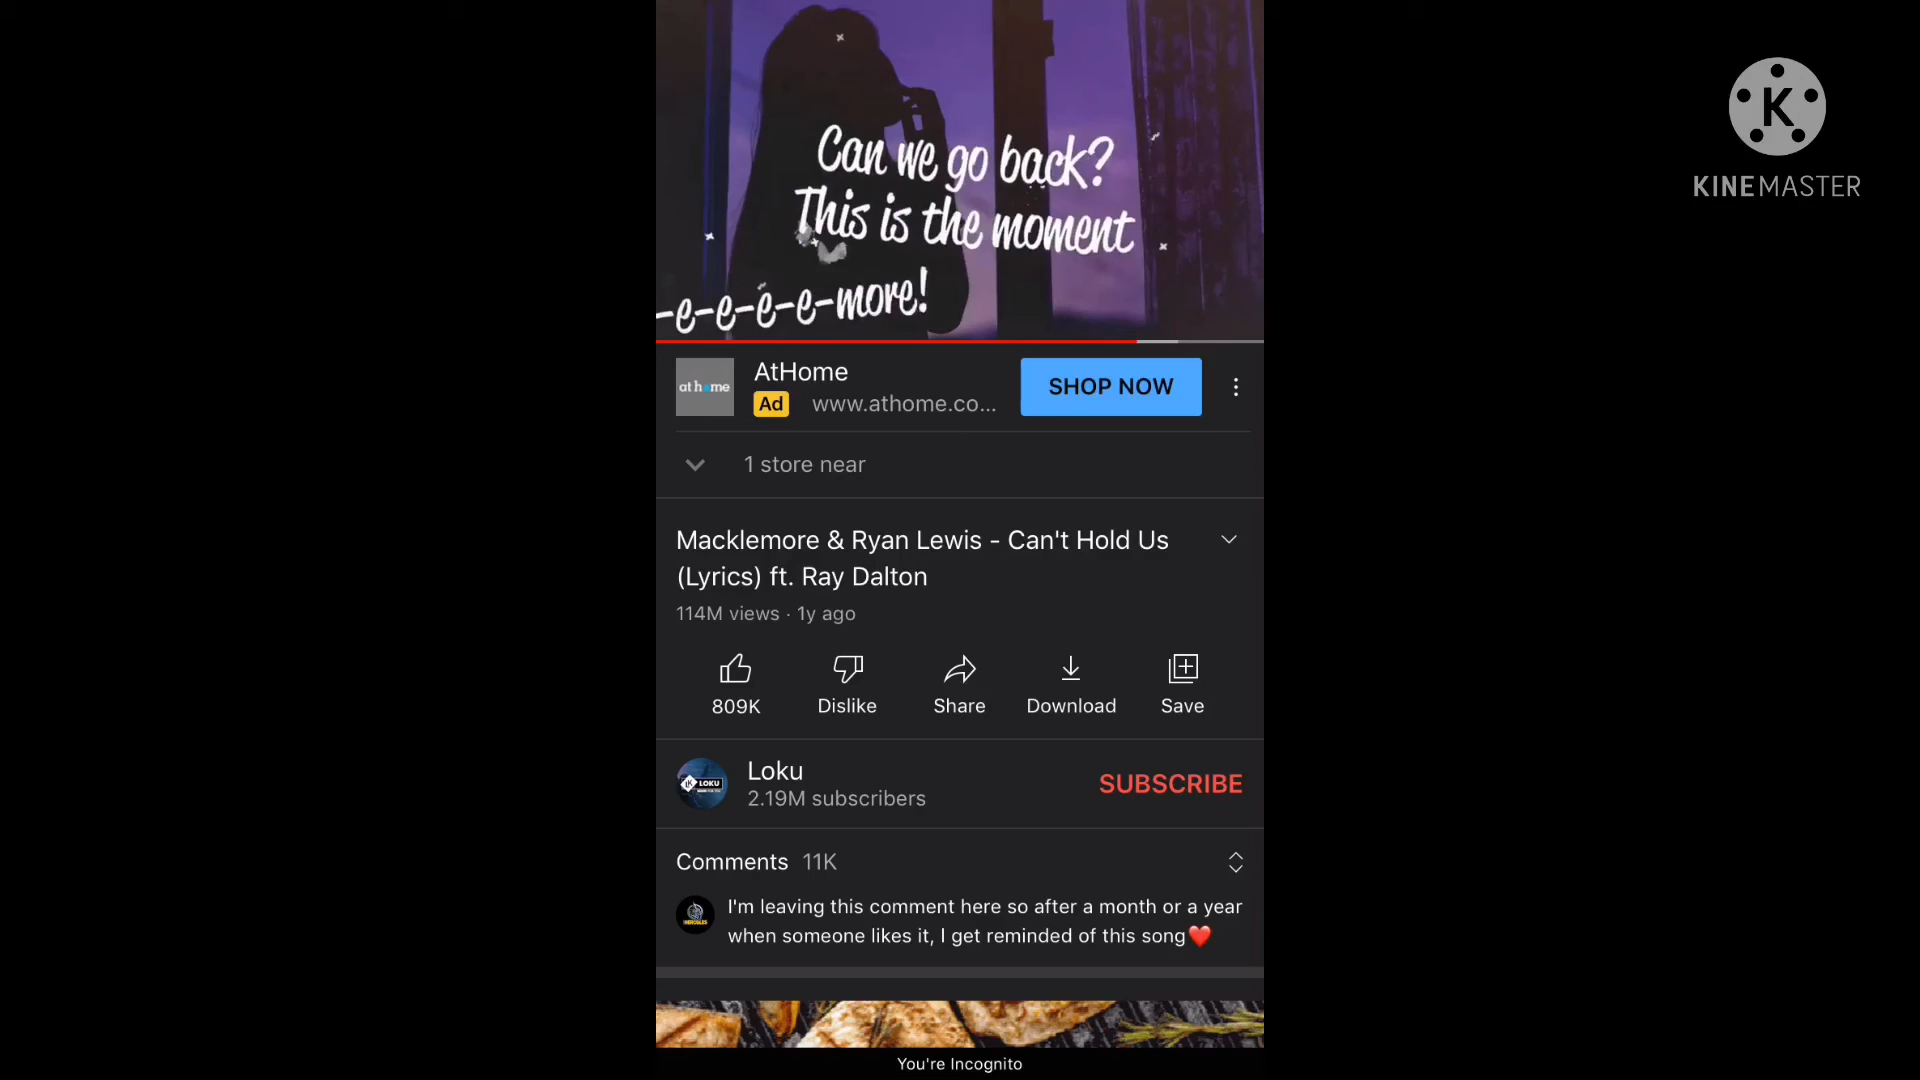 Can we go back?
This is the moment
-e-e-e-e-more!
at home
AtHome
Ad www.athome.co...
SHOP NOW
1 store near
Macklemore & Ryan Lewis - Can't Hold Us
(Lyrics) ft. Ray Dalton
114M views · 1y ago
809K Dislike Share Download Save
LOKU
Loku
2.19M subscribers
SUBSCRIBE
Comments 11K
I'm leaving this comment here so after a month or a year
when someone likes it, I get reminded of this song❤️
You're Incognito
K
KINEMASTER